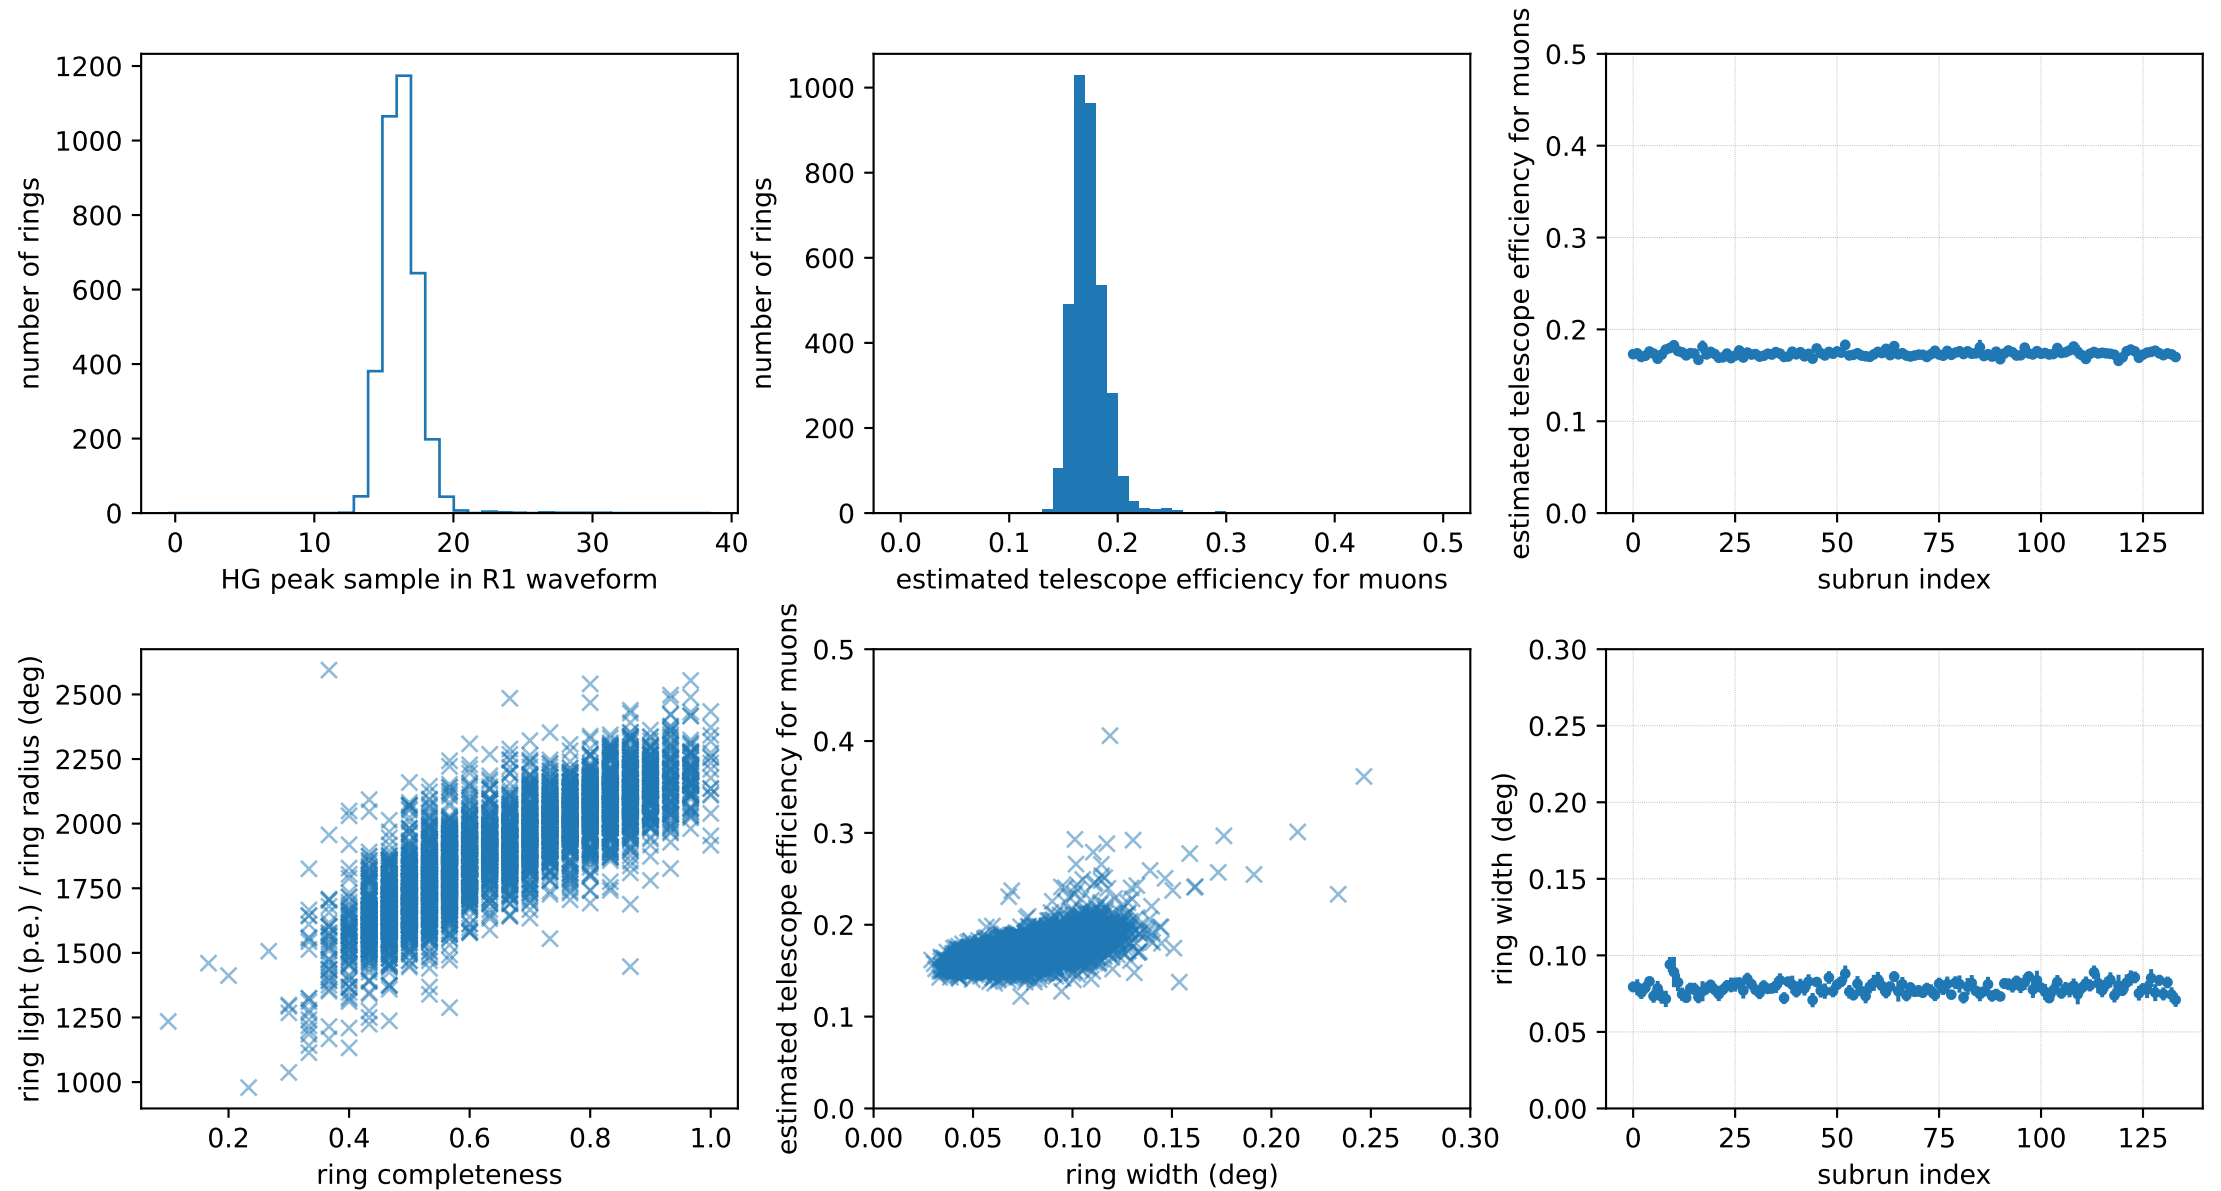 number of rings
1200
1000
800
600
400
200
0
0 10 20 30 40
HG peak sample in R1 waveform
number of rings
1000
800
600
400
200
0
0.0 0.1 0.2 0.3 0.4 0.5
estimated telescope efficiency for muons
estimated telescope efficiency for muons
0.5
0.4
0.3
0.2
0.1
0.0
0 25 50 75 100 125
subrun index
ring light (p.e.) / ring radius (deg)
2500
2250
2000
1750
1500
1250
1000
0.2 0.4 0.6 0.8 1.0
ring completeness
estimated telescope efficiency for muons
0.5
0.4
0.3
0.2
0.1
0.0
0.00 0.05 0.10 0.15 0.20 0.25 0.30
ring width (deg)
ring width (deg)
0.30
0.25
0.20
0.15
0.10
0.05
0.00
0 25 50 75 100 125
subrun index